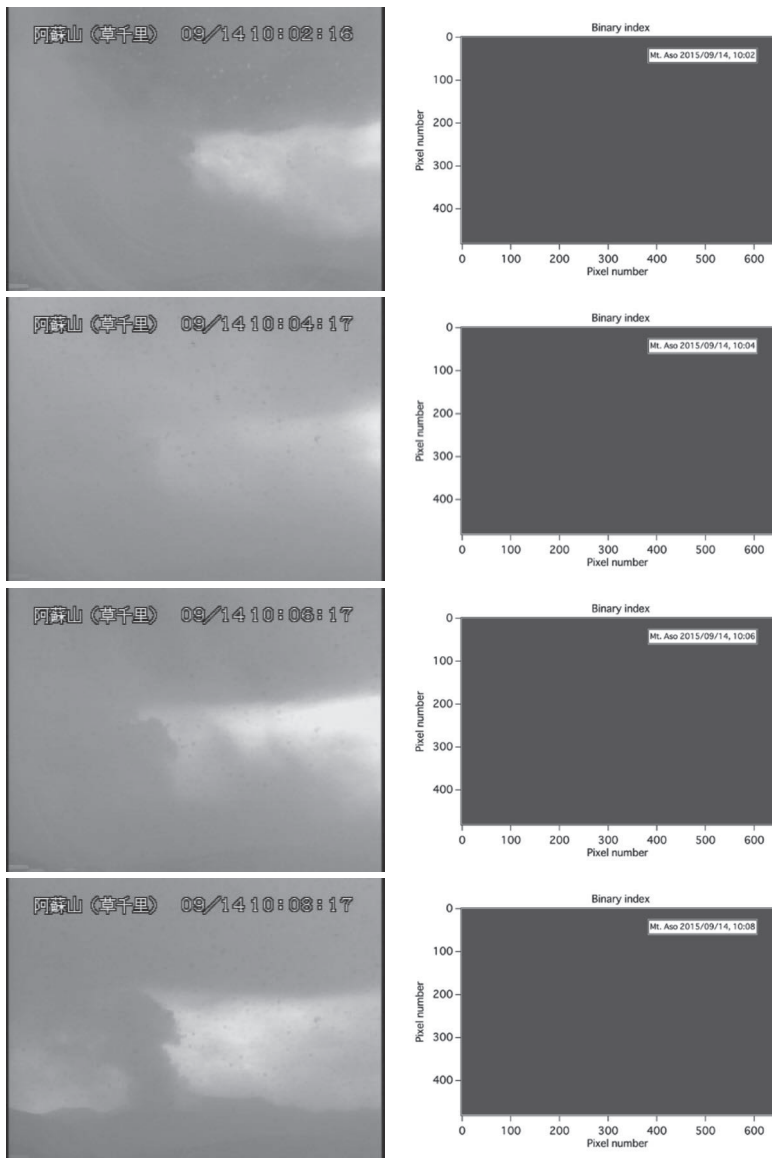 阿蘇山 (草千里) 09/14 10:02:16
Binary index
Mt. Aso 2015/09/14, 10:02
0
100
200
300
400
Pixel number
0 100 200 300 400 500 600
Pixel number
阿蘇山 (草千里) 09/14 10:04:17
Binary index
Mt. Aso 2015/09/14, 10:04
0
100
200
300
400
Pixel number
0 100 200 300 400 500 600
Pixel number
阿蘇山 (草千里) 09/14 10:06:17
Binary index
Mt. Aso 2015/09/14, 10:06
0
100
200
300
400
Pixel number
0 100 200 300 400 500 600
Pixel number
阿蘇山 (草千里) 09/14 10:08:17
Binary index
Mt. Aso 2015/09/14, 10:08
0
100
200
300
400
Pixel number
0 100 200 300 400 500 600
Pixel number